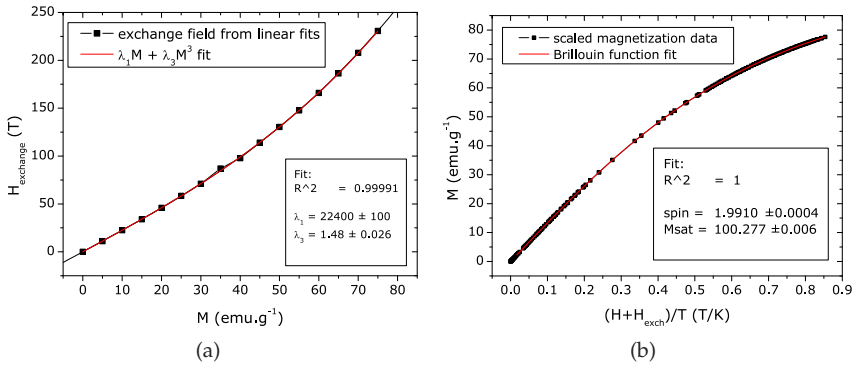 exchange field from linear fits
λ₁M + λ₃M³ fit
H_exchange (T)
250
200
150
100
50
0
Fit:
R^2 = 0.99991
λ₁ = 22400 ± 100
λ₃ = 1.48 ± 0.026
0 10 20 30 40 50 60 70 80
M (emu.g⁻¹)
(a)
scaled magnetization data
Brillouin function fit
M (emu.g⁻¹)
80
70
60
50
40
30
20
10
0
Fit:
R^2 = 1
spin = 1.9910 ±0.0004
Msat = 100.277 ±0.006
0.0 0.1 0.2 0.3 0.4 0.5 0.6 0.7 0.8 0.9
(H+H_exch)/T (T/K)
(b)